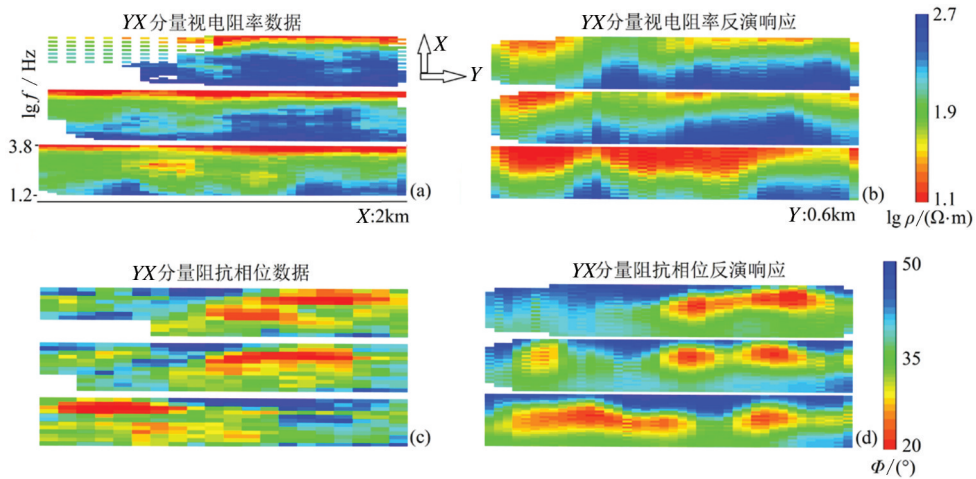 YX分量视电阻率数据
YX分量视电阻率反演响应
X
Y
lg f / Hz
3.8
1.2
(a)
(b)
X:2km
Y:0.6km
2.7
1.9
1.1
lg ρ/(Ω·m)
YX分量阻抗相位数据
YX分量阻抗相位反演响应
(c)
(d)
50
35
20
Φ/(°)